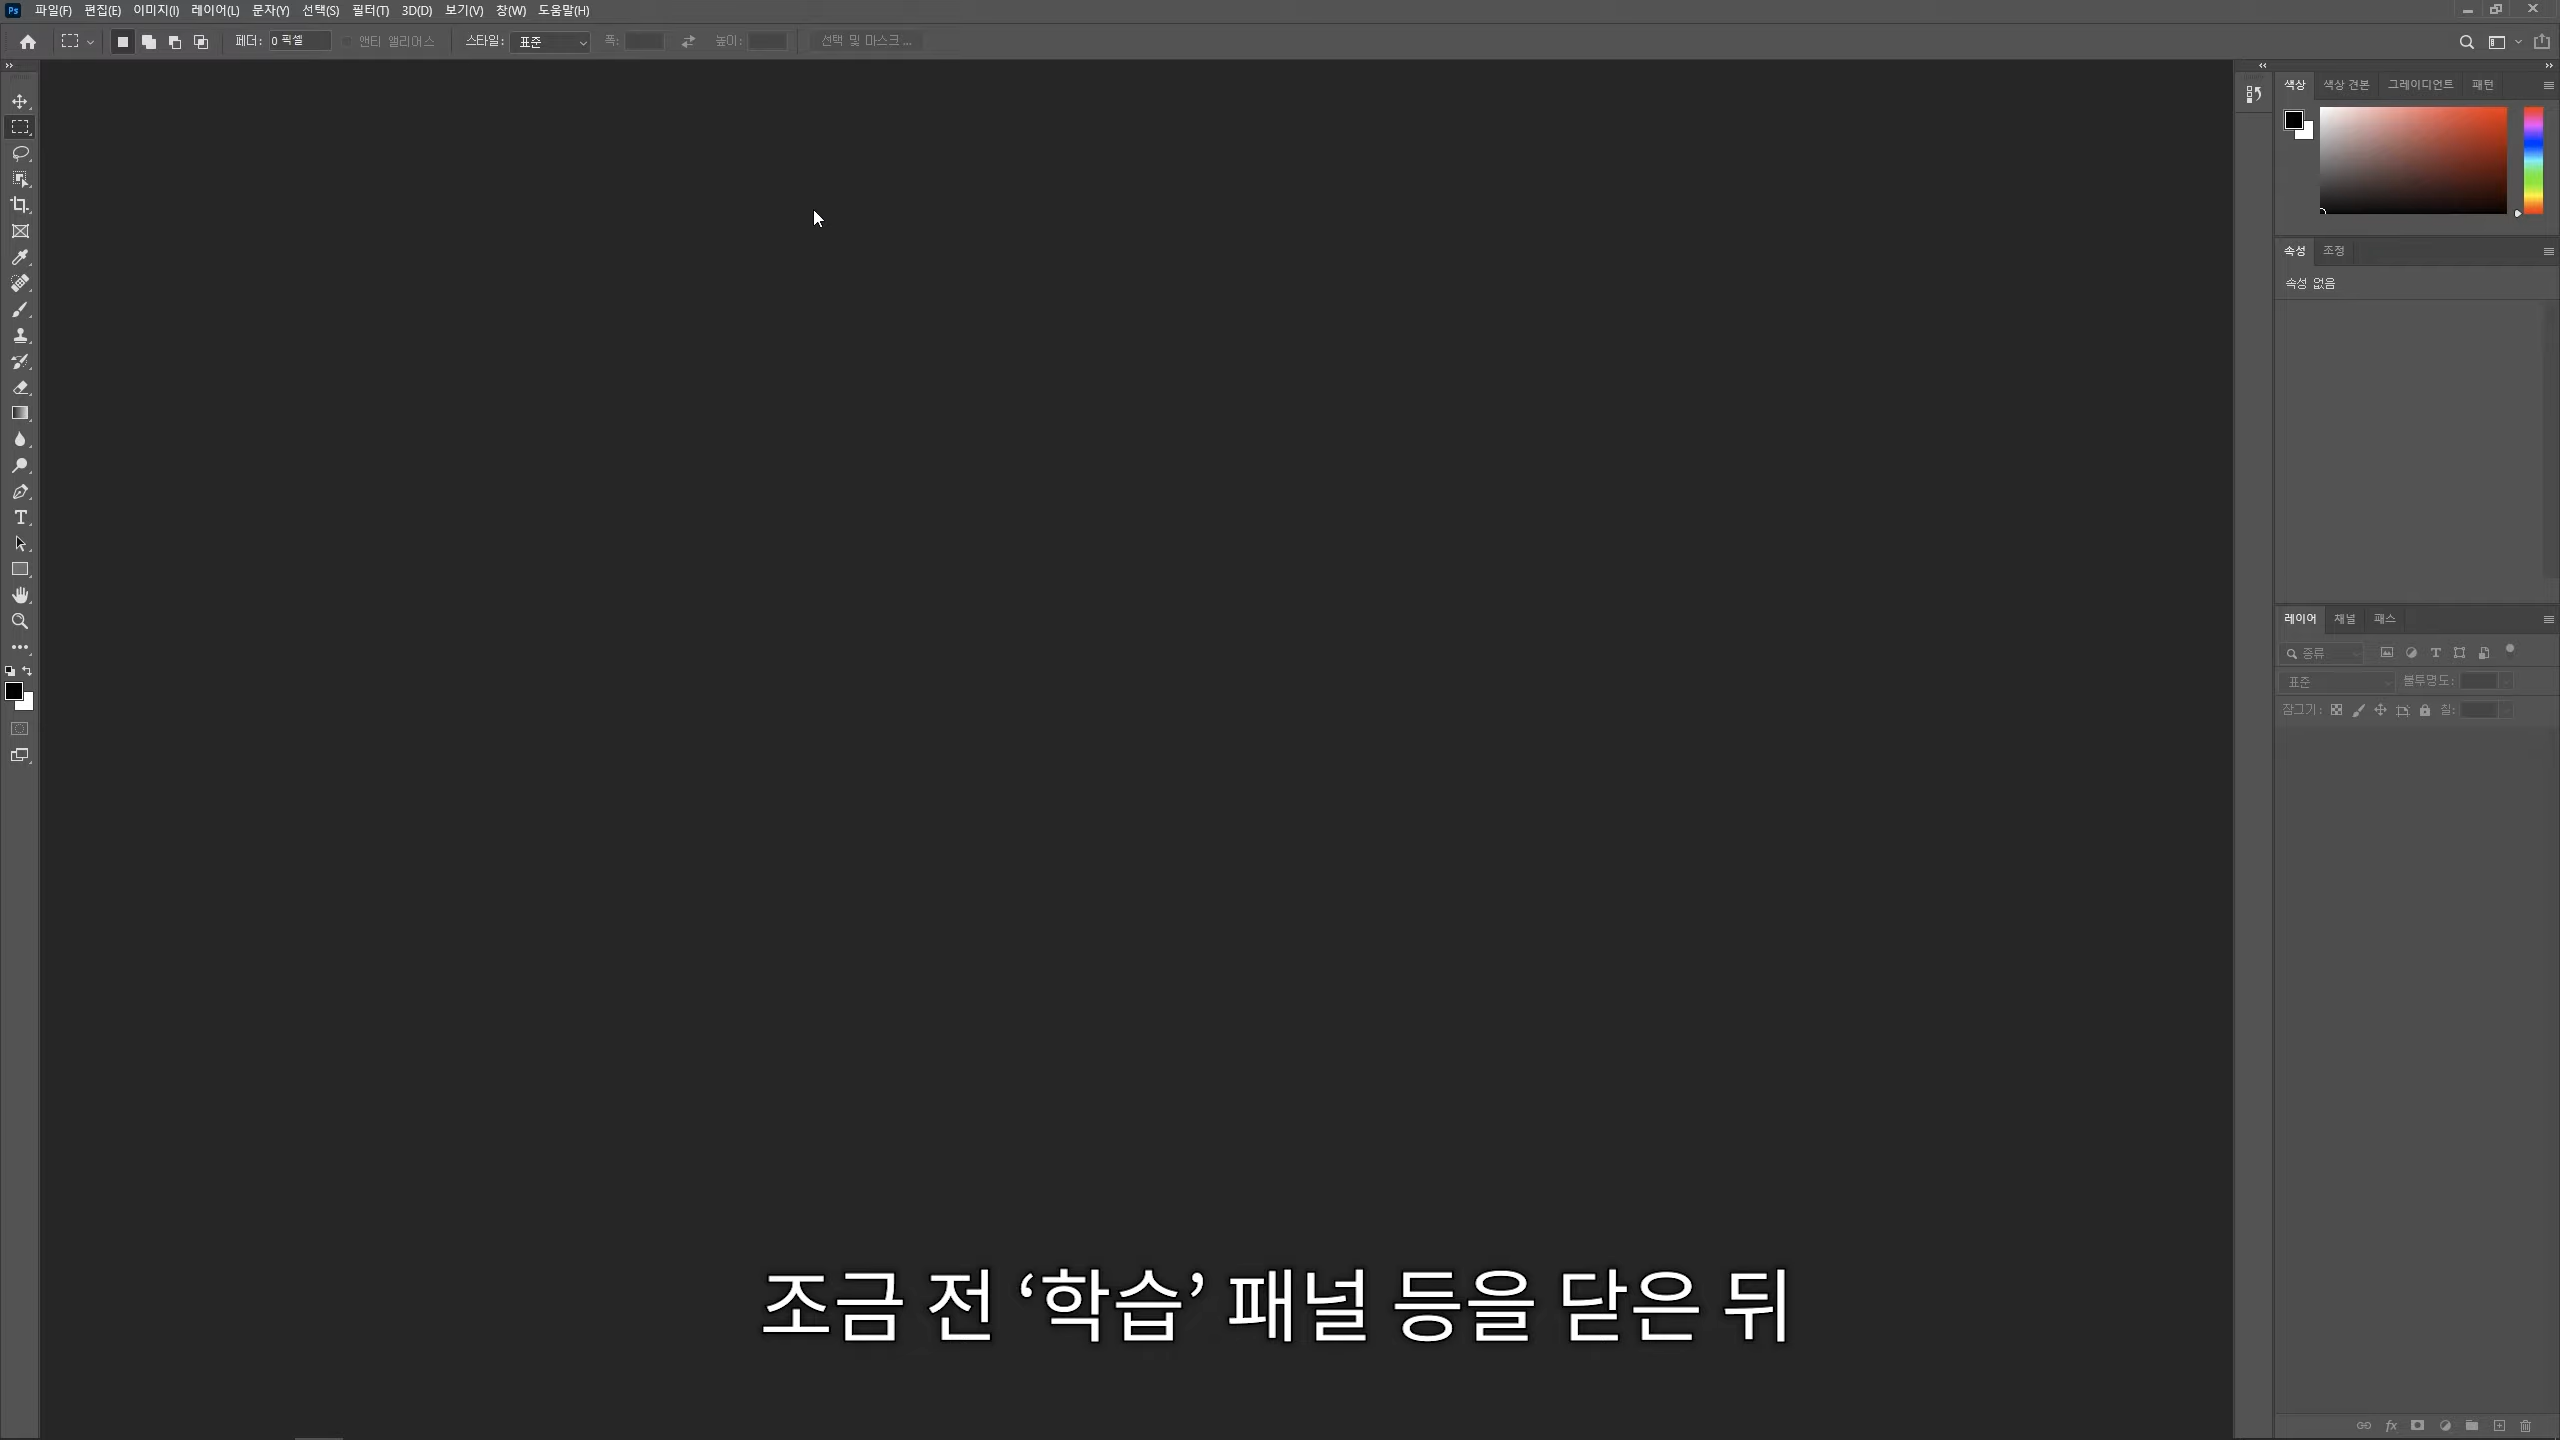 Ps 파일(F) 편집(E) 이미지(I) 레이어(L) 문자(Y) 선택(S) 필터(T) 3D(D) 보기(V) 창(W) 도움말(H)
페더: 0 픽셀 앤티 앨리어스 스타일: 표준 폭: 높이: 선택 및 마스크...
색상 색상 견본 그레이디언트 패턴
속성 조정
속성 없음
레이어 채널 패스
종류
표준 불투명도:
잠그기: 칠:
조금 전 ‘학습’ 패널 등을 닫은 뒤
fx